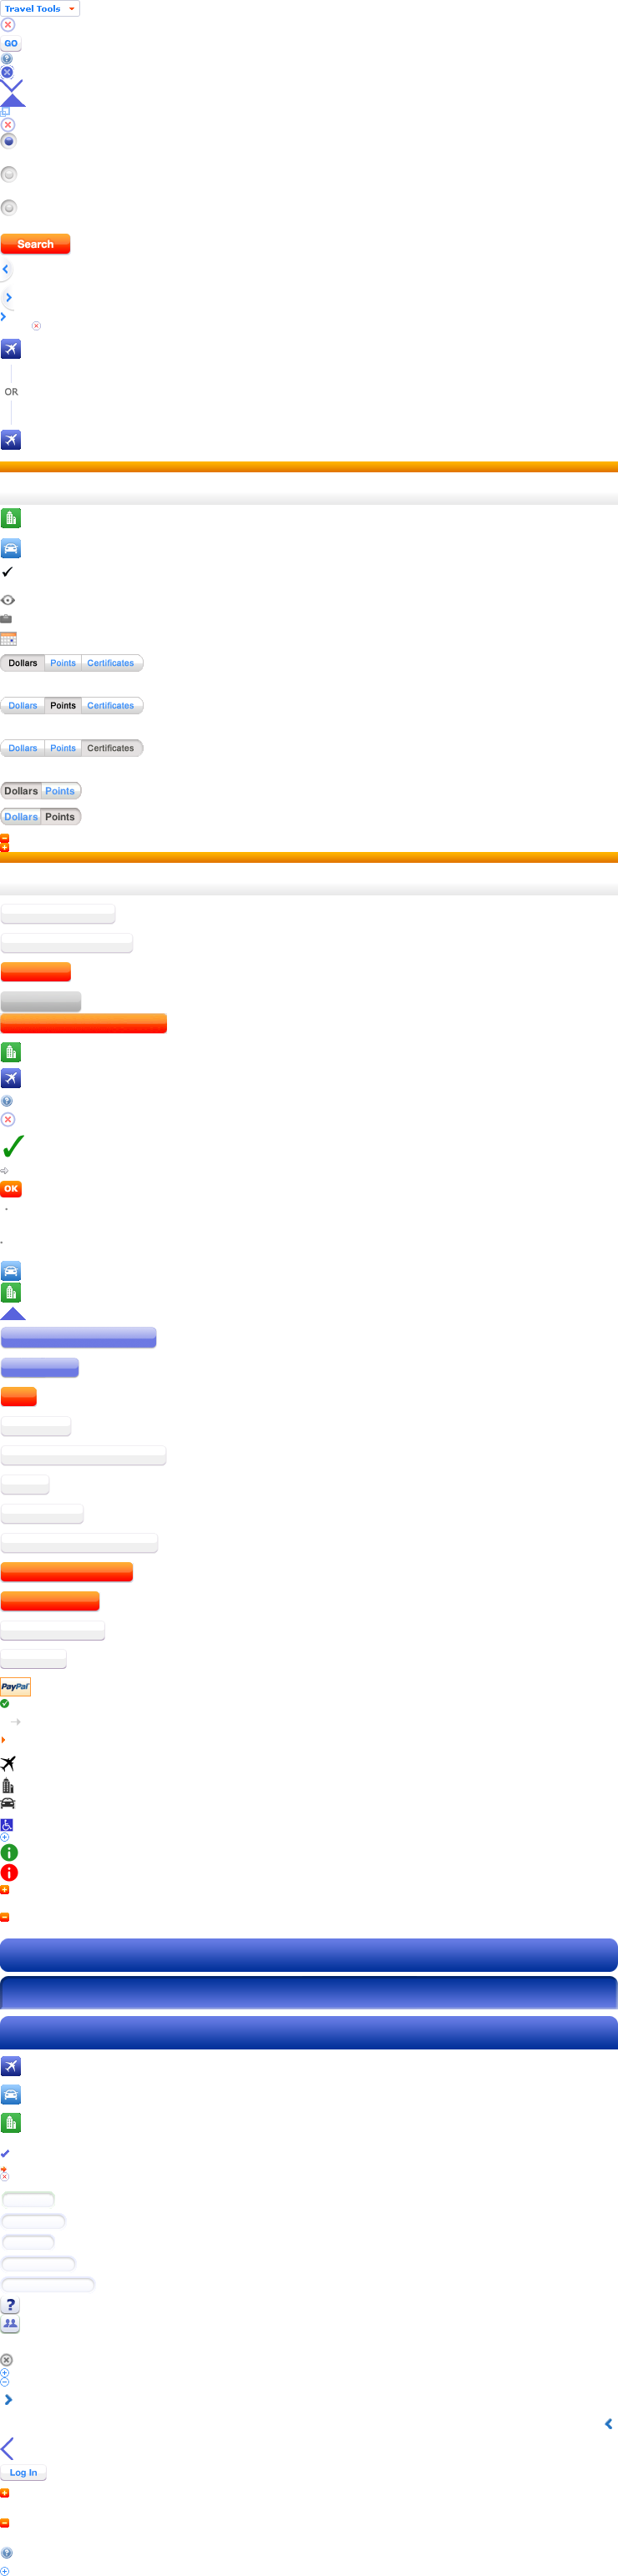 Travel Tools
GO
?
Search
OR
Dollars Points Certificates
Dollars Points Certificates
Dollars Points Certificates
Dollars Points
Dollars Points
?
OK
PayPal
i
i
?
Log In
?